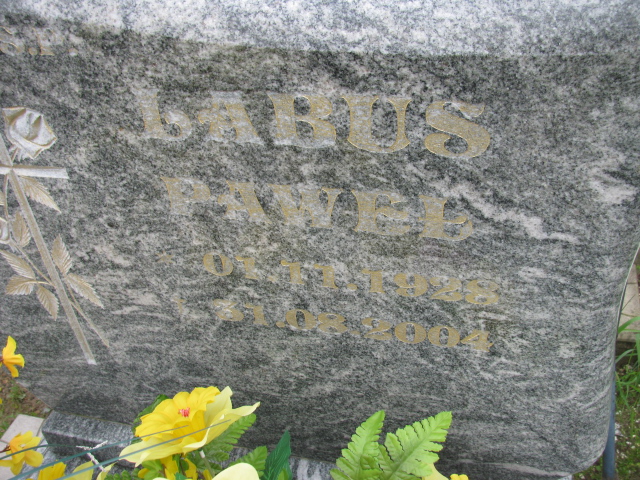 Ś.P.
LABUS
PAWEŁ
* 01.11.1928
† 31.08.2004